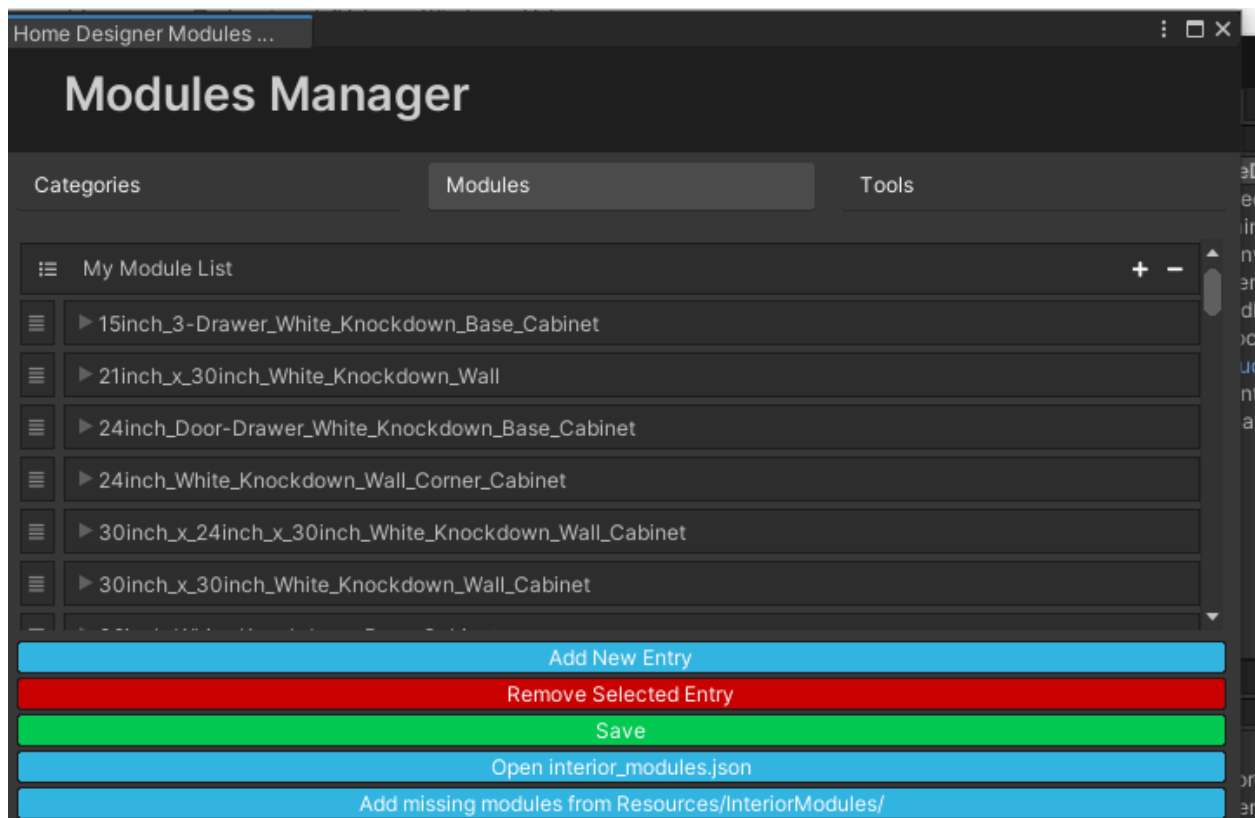 Home Designer Modules ...
Modules Manager
Categories Modules Tools
My Module List
15inch_3-Drawer_White_Knockdown_Base_Cabinet
21inch_x_30inch_White_Knockdown_Wall
24inch_Door-Drawer_White_Knockdown_Base_Cabinet
24inch_White_Knockdown_Wall_Corner_Cabinet
30inch_x_24inch_x_30inch_White_Knockdown_Wall_Cabinet
30inch_x_30inch_White_Knockdown_Wall_Cabinet
Add New Entry
Remove Selected Entry
Save
Open interior_modules.json
Add missing modules from Resources/InteriorModules/